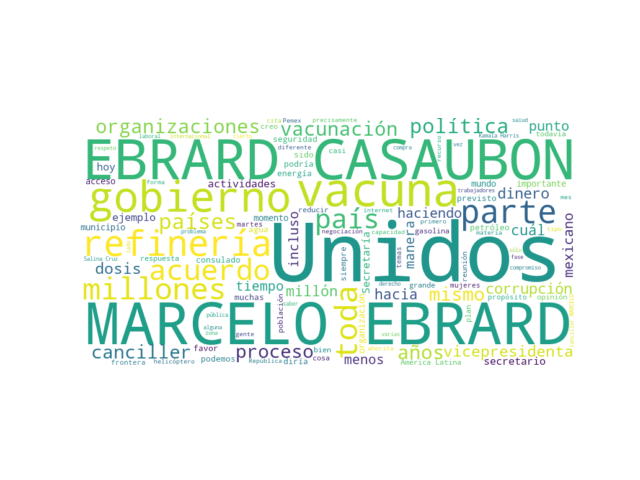 organizaciones
vacunación
política
punto
EBRARD CASAUBON
seguridad
diferente
sido
casi
podría
energía
creo
cita
Pemex
precisamente
Kamala Harris
todavía
salud
cuál
laboral
internacional
respeto
hoy
acceso
forma
actividades
gobierno
vacuna
compra
vez
recurso
mundo
importante
trabajadores
previsto
mes
dinero
parte
municipio
ejemplo
países
momento
martes
reducir
internet
país
haciendo
primero
petróleo
refinería
agua
problema
incluso
negociación
capacidad
gasolina
manera
Unidos
mexicano
Salina Cruz
respuesta
consulado
acuerdo
dosis
tiempo
millones
muchas
millón
población
siempre
Secretaría
temas
reunión
fase
compromiso
hacia
grande
mujeres
mismo
corrupción
propósito
opinión
derecho
toda
organización
plan
MARCELO EBRARD
pública
alguna
zona
gente
saber
varias
ahorita
canciller
favor
proceso
bien
años
vicepresidenta
frontera
helicóptero
podemos
República
diría
cosa
menos
América Latina
secretario